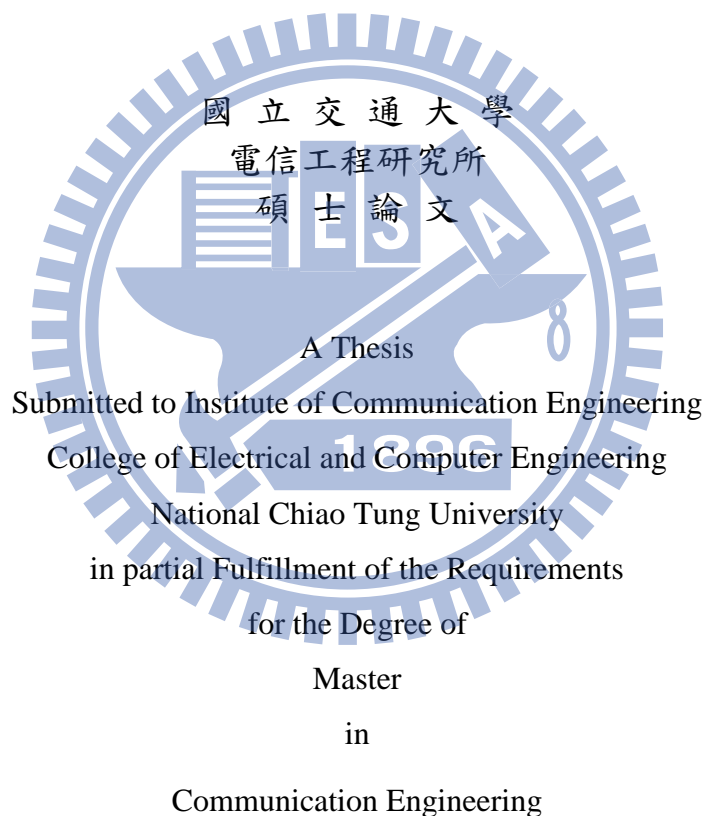 國立交通大學
電信工程研究所
碩士論文
E S A
8
A Thesis
Submitted to Institute of Communication Engineering
College of Electrical and Computer Engineering
1896
National Chiao Tung University
in partial Fulfillment of the Requirements
for the Degree of
Master
in
Communication Engineering